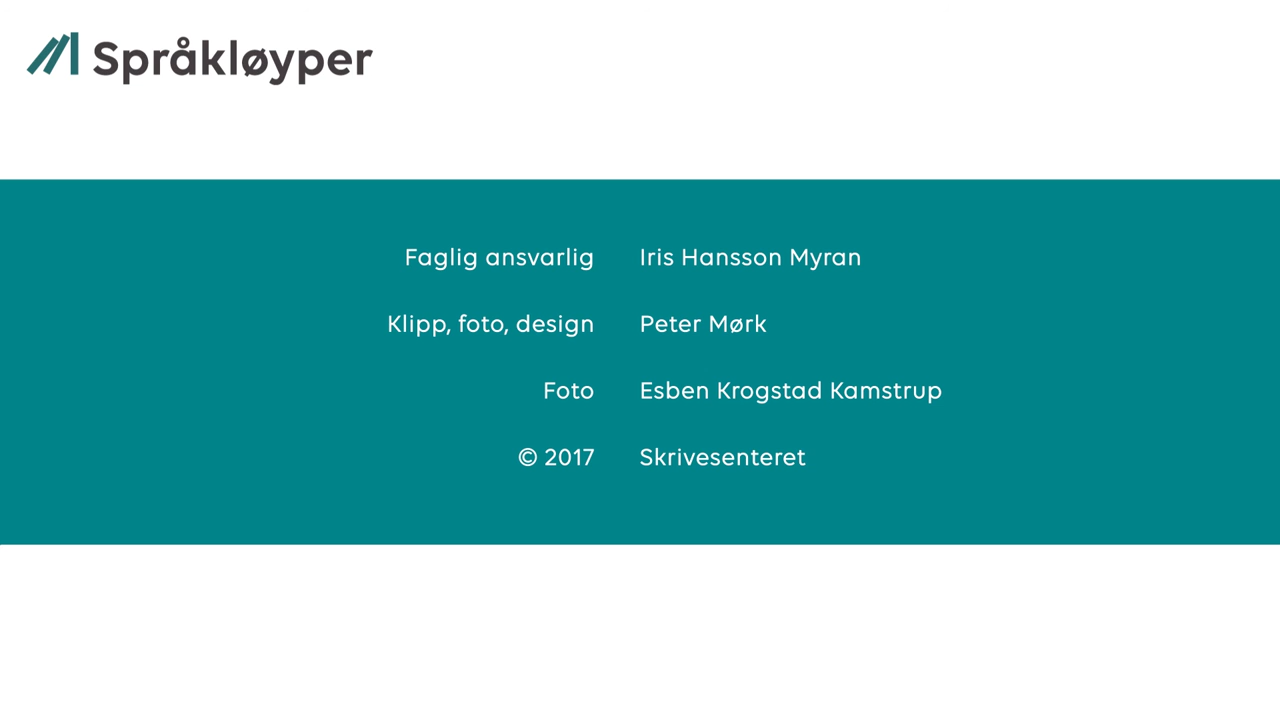 Språkløyper
Faglig ansvarlig Iris Hansson Myran
Klipp, foto, design Peter Mørk
Foto Esben Krogstad Kamstrup
© 2017 Skrivesenteret